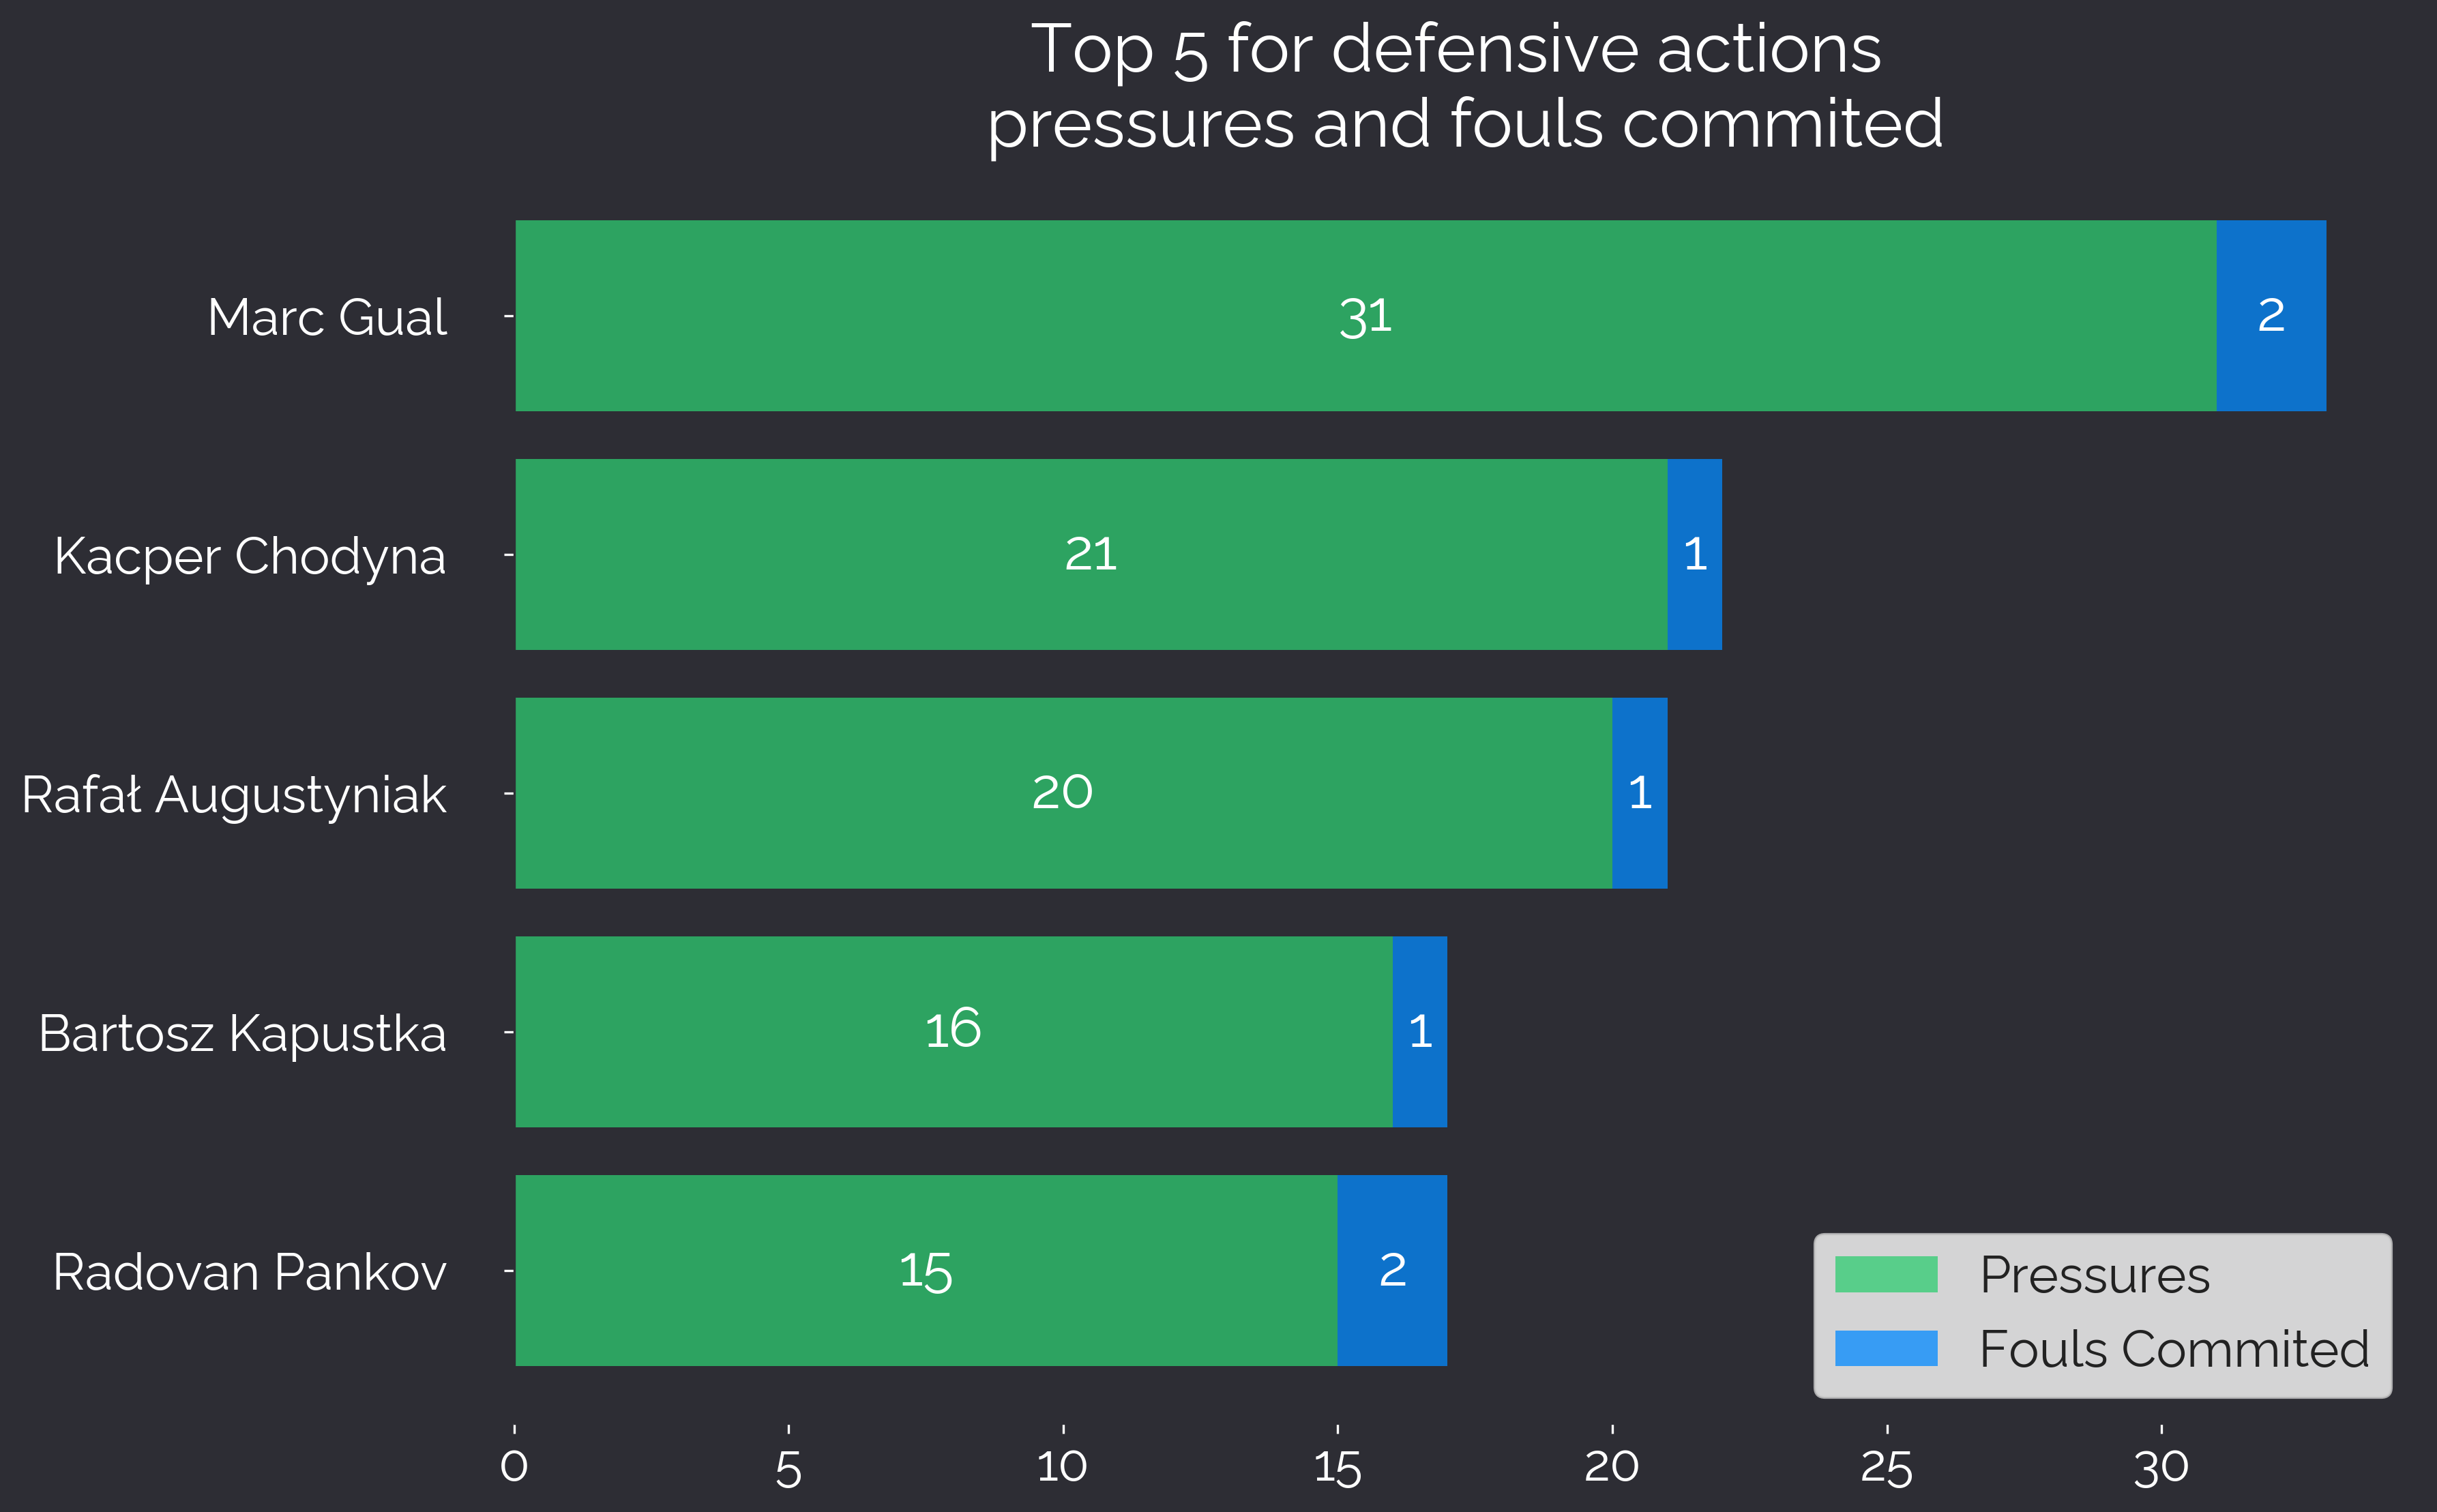 Top 5 for defensive actions
pressures and fouls commited
Marc Gual 31 2
Kacper Chodyna 21 1
Rafał Augustyniak 20 1
Bartosz Kapustka 16 1
Radovan Pankov 15 2
Pressures
Fouls Commited
0 5 10 15 20 25 30